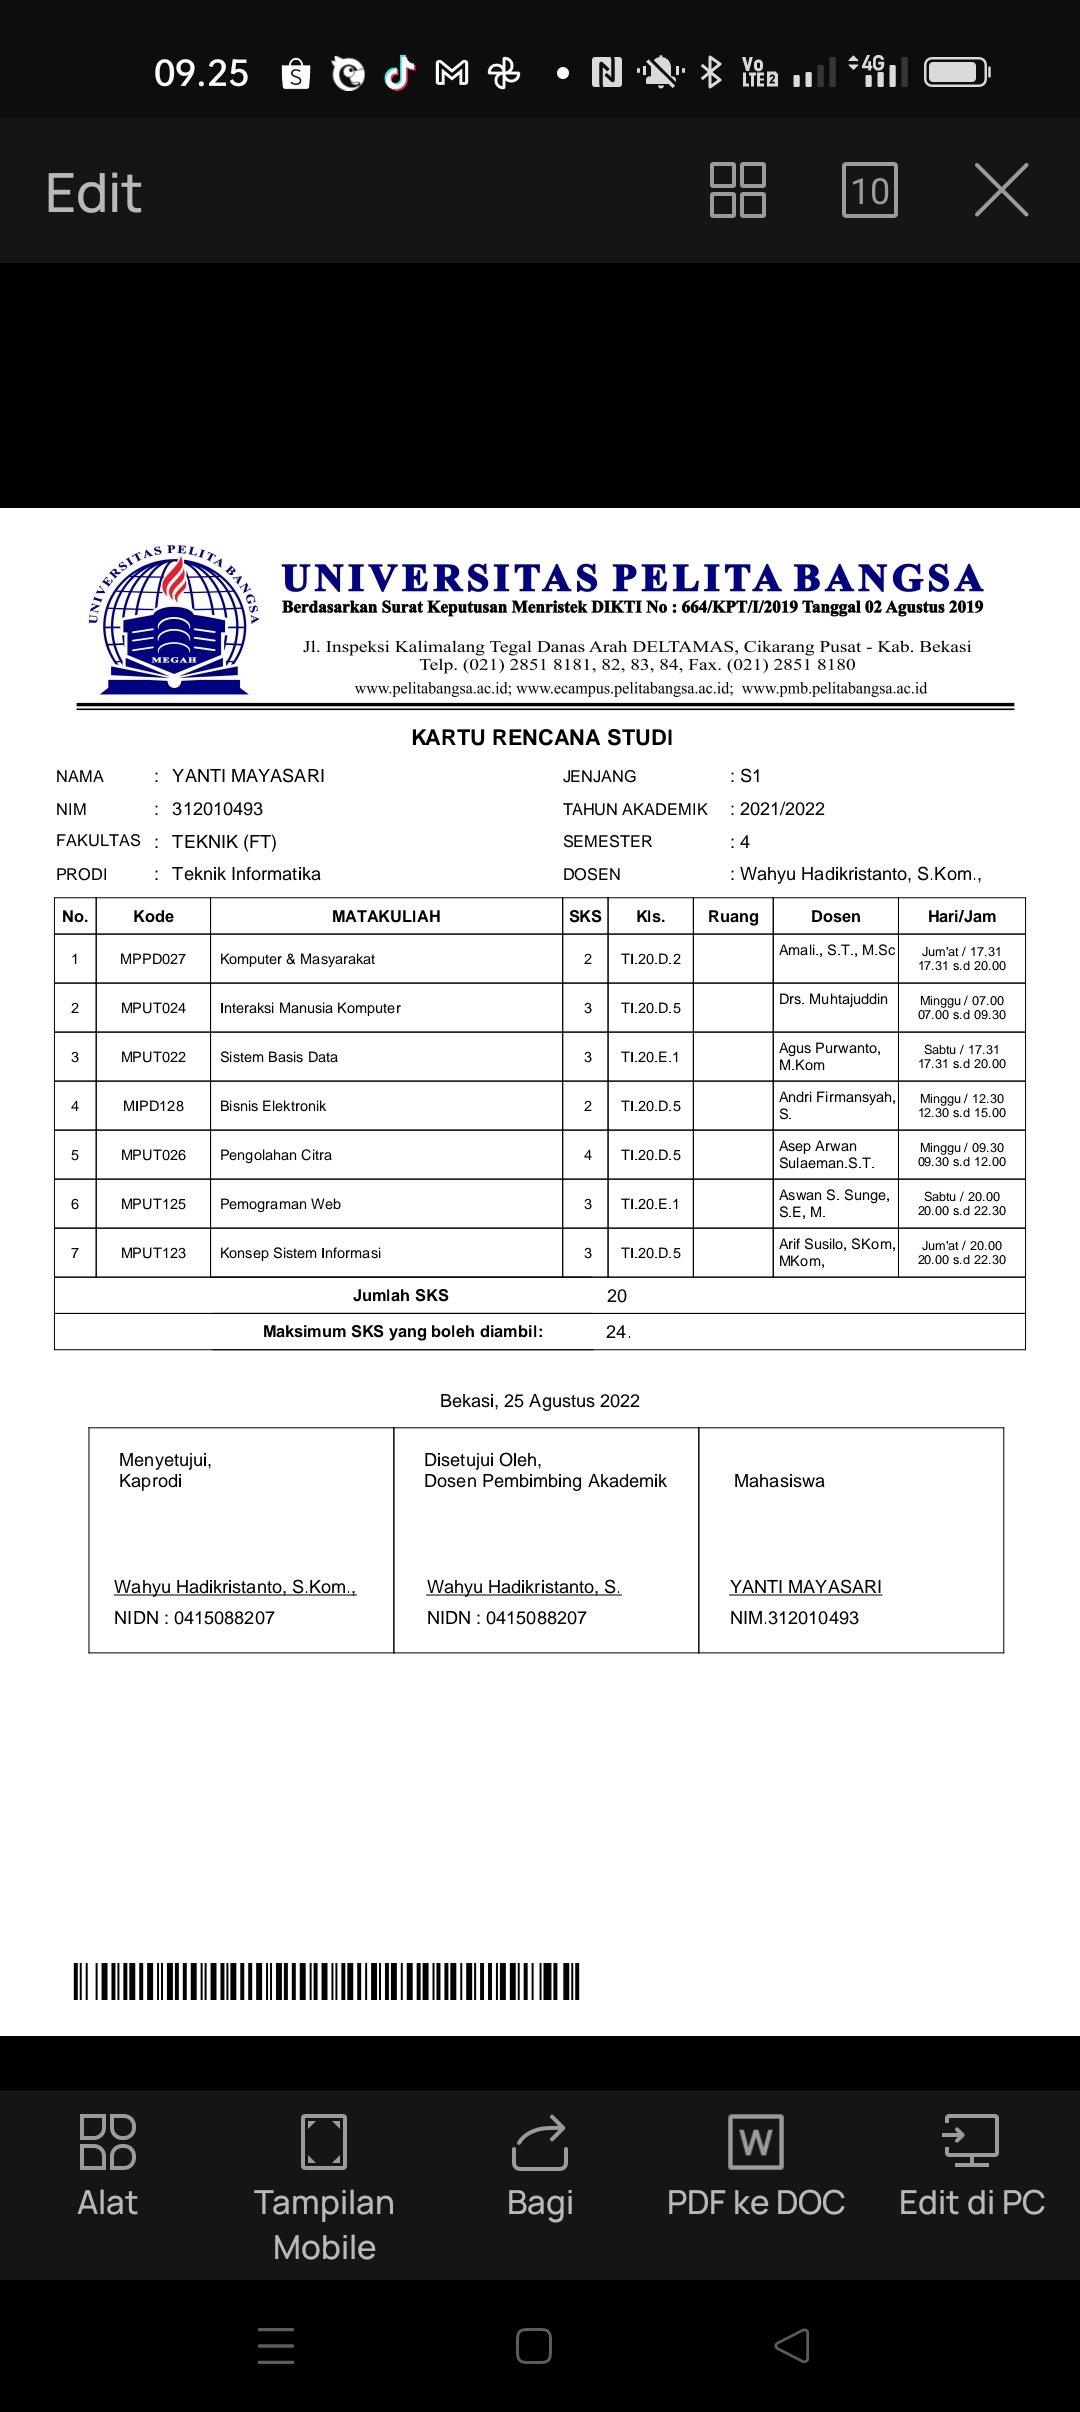 09.25
Vo
LTE 2
4G
Edit
10
UNIVERSITAS PELITA BANGSA
MEGAH
UNIVERSITAS PELITA BANGSA
Berdasarkan Surat Keputusan Menristek DIKTI No : 664/KPT/I/2019 Tanggal 02 Agustus 2019
Jl. Inspeksi Kalimalang Tegal Danas Arah DELTAMAS, Cikarang Pusat - Kab. Bekasi
Telp. (021) 2851 8181, 82, 83, 84, Fax. (021) 2851 8180
www.pelitabangsa.ac.id; www.ecampus.pelitabangsa.ac.id; www.pmb.pelitabangsa.ac.id
KARTU RENCANA STUDI
NAMA : YANTI MAYASARI JENJANG : S1
NIM : 312010493 TAHUN AKADEMIK : 2021/2022
FAKULTAS : TEKNIK (FT) SEMESTER : 4
PRODI : Teknik Informatika DOSEN : Wahyu Hadikristanto, S.Kom.,
No. Kode MATAKULIAH SKS Kls. Ruang Dosen Hari/Jam
1 MPPD027 Komputer & Masyarakat 2 TI.20.D.2 Amali., S.T., M.Sc Jum'at / 17.31
17.31 s.d 20.00
2 MPUT024 Interaksi Manusia Komputer 3 TI.20.D.5 Drs. Muhtajuddin Minggu / 07.00
07.00 s.d 09.30
3 MPUT022 Sistem Basis Data 3 TI.20.E.1 Agus Purwanto, Sabtu / 17.31
M.Kom 17.31 s.d 20.00
4 MIPD128 Bisnis Elektronik 2 TI.20.D.5 Andri Firmansyah, Minggu / 12.30
S. 12.30 s.d 15.00
5 MPUT026 Pengolahan Citra 4 TI.20.D.5 Asep Arwan Minggu / 09.30
Sulaeman.S.T. 09.30 s.d 12.00
6 MPUT125 Pemograman Web 3 TI.20.E.1 Aswan S. Sunge, Sabtu / 20.00
S.E, M. 20.00 s.d 22.30
7 MPUT123 Konsep Sistem Informasi 3 TI.20.D.5 Arif Susilo, SKom, Jum'at / 20.00
MKom, 20.00 s.d 22.30
Jumlah SKS 20
Maksimum SKS yang boleh diambil: 24.
Bekasi, 25 Agustus 2022
Menyetujui, Disetujui Oleh,
Kaprodi Dosen Pembimbing Akademik Mahasiswa
Wahyu Hadikristanto, S.Kom., Wahyu Hadikristanto, S. YANTI MAYASARI
NIDN : 0415088207 NIDN : 0415088207 NIM.312010493
Alat
Tampilan
Mobile
Bagi
W
PDF ke DOC
Edit di PC